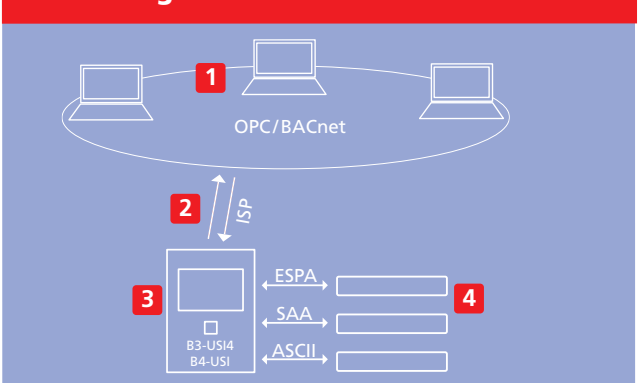 1
OPC/BACnet
2
ISP
3
B3-USI4
B4-USI
ESPA
4
SAA
ASCII